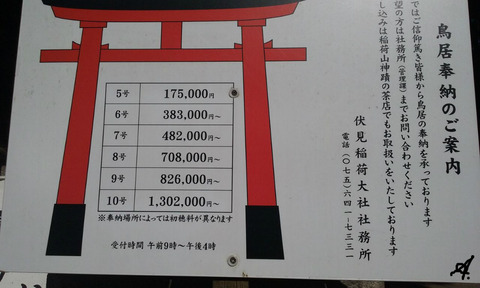 鳥居奉納のご案内
ではご信仰篤き皆様から鳥居の奉納を承っております
望の方は社務所(管理課)までお問い合わせください
し込みは稲荷山神蹟の茶店でもお取扱いをいたしております
伏見稲荷大社社務所
電話(〇七五)六四一-七三三一
5号 175,000円
6号 383,000円~
7号 482,000円~
8号 708,000円~
9号 826,000円~
10号 1,302,000円~
※奉納場所によっては初穂料が異なります
受付時間 午前9時~午後4時